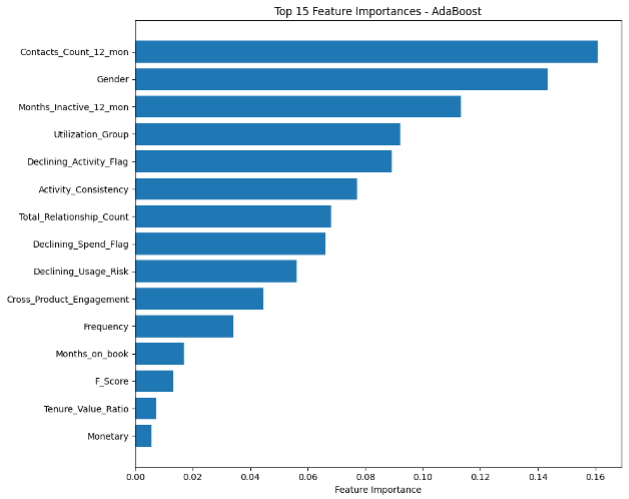 Top 15 Feature Importances - AdaBoost
Contacts_Count_12_mon
Gender
Months_Inactive_12_mon
Utilization_Group
Declining_Activity_Flag
Activity_Consistency
Total_Relationship_Count
Declining_Spend_Flag
Declining_Usage_Risk
Cross_Product_Engagement
Frequency
Months_on_book
F_Score
Tenure_Value_Ratio
Monetary
0.00 0.02 0.04 0.06 0.08 0.10 0.12 0.14 0.16
Feature Importance